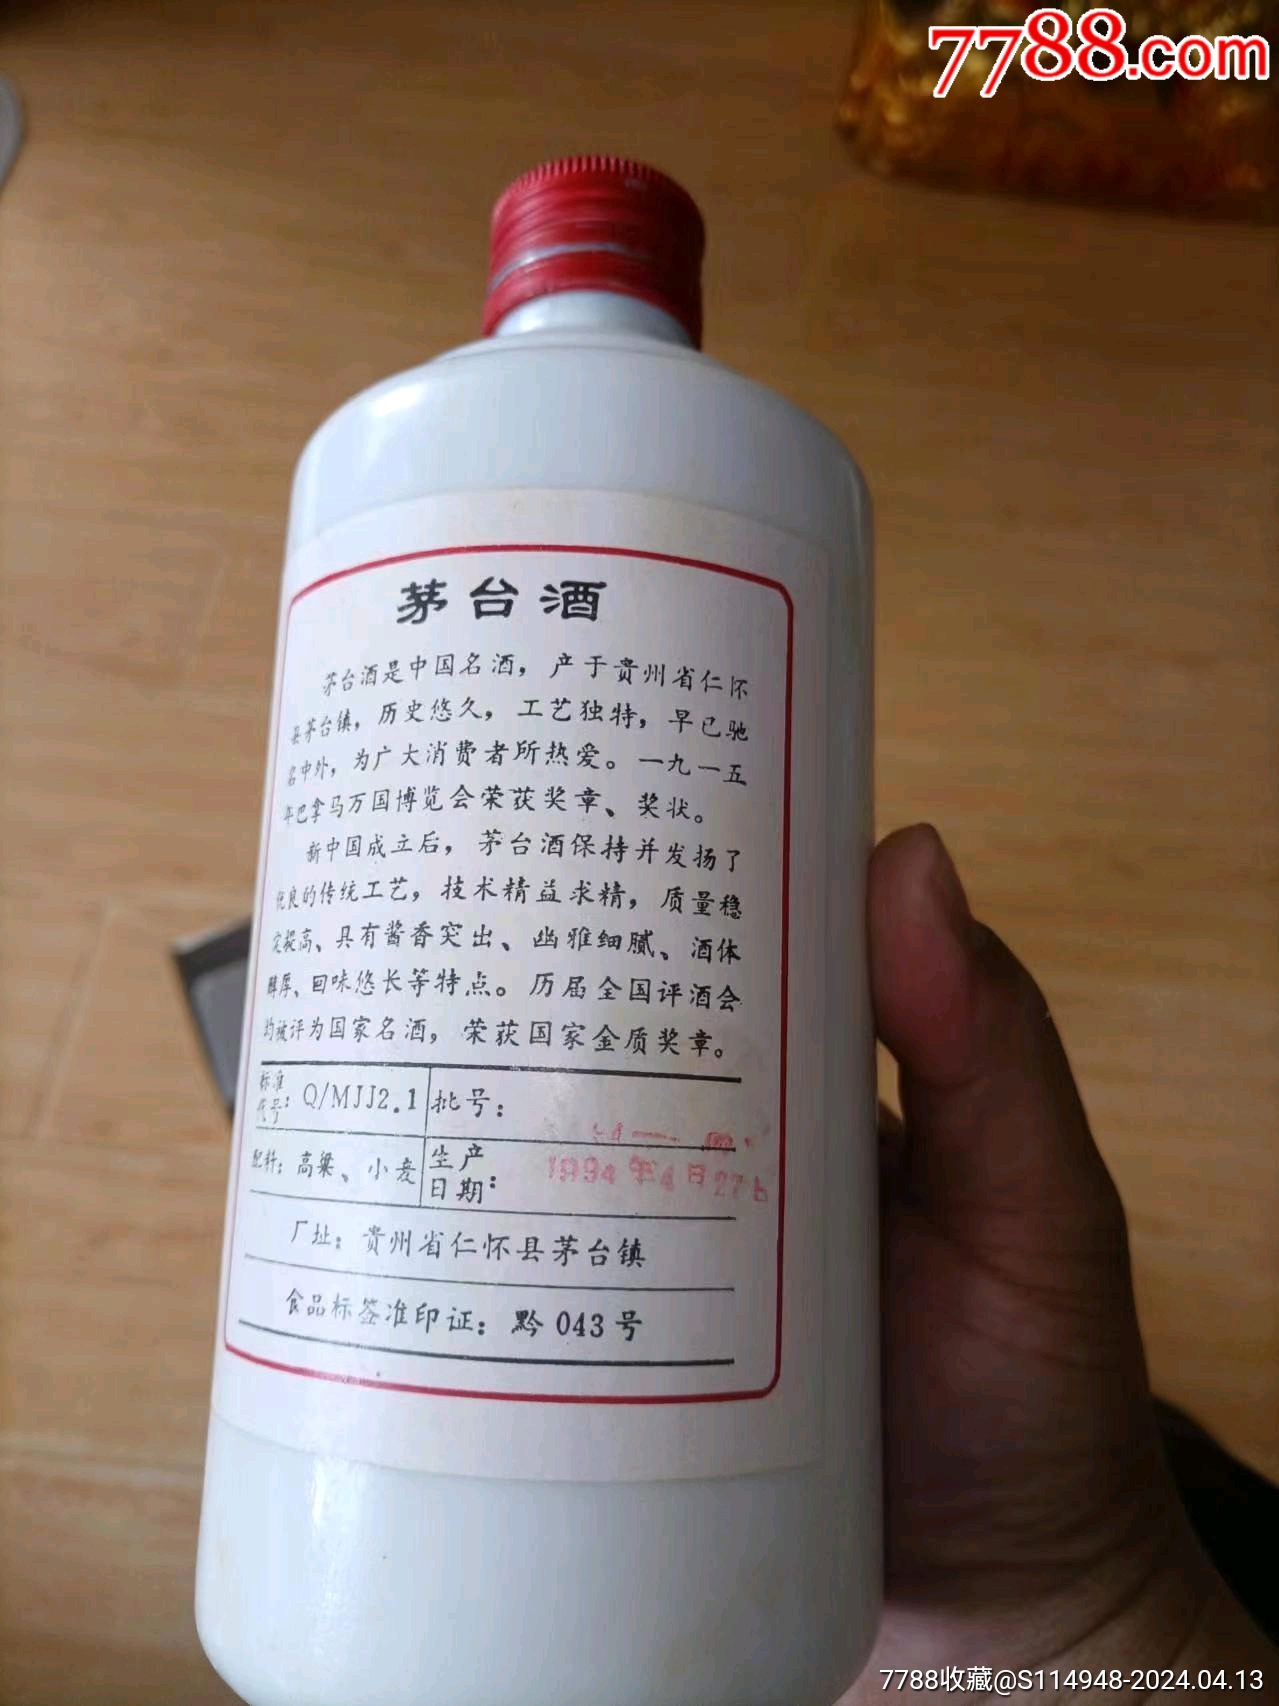 7788.com
茅台酒
茅台酒是中国名酒，产于贵州省仁怀
县茅台镇，历史悠久，工艺独特，早已驰
名中外，为广大消费者所热爱。一九一五
年巴拿马万国博览会荣获奖章、奖状。
新中国成立后，茅台酒保持并发扬了
优良的传统工艺，技术精益求精，质量稳
定提高、具有酱香突出、幽雅细腻、酒体
醇厚、回味悠长等特点。历届全国评酒会
均被评为国家名酒，荣获国家金质奖章。
标准代号：Q/MJJ2.1 批号：
配料：高粱、小麦 生产日期：1994年4月27日
厂址：贵州省仁怀县茅台镇
食品标签准印证：黔043号
7788收藏@S114948-2024.04.13